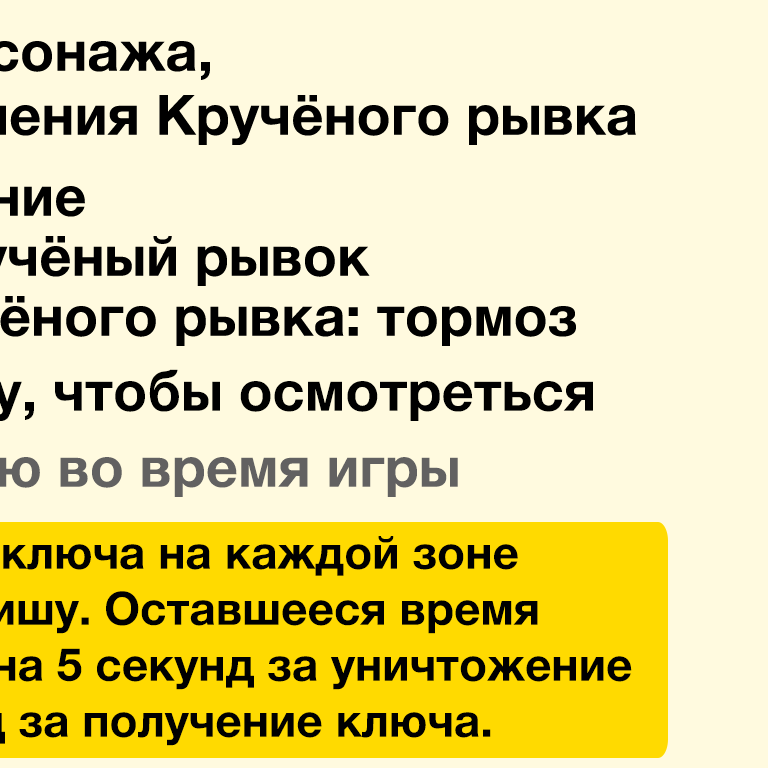 сонажа,
ения Кручёного рывка
ние
учёный рывок
ёного рывка: тормоз
у, чтобы осмотреться
ю во время игры
ключа на каждой зоне
ишу. Оставшееся время
на 5 секунд за уничтожение
за получение ключа.